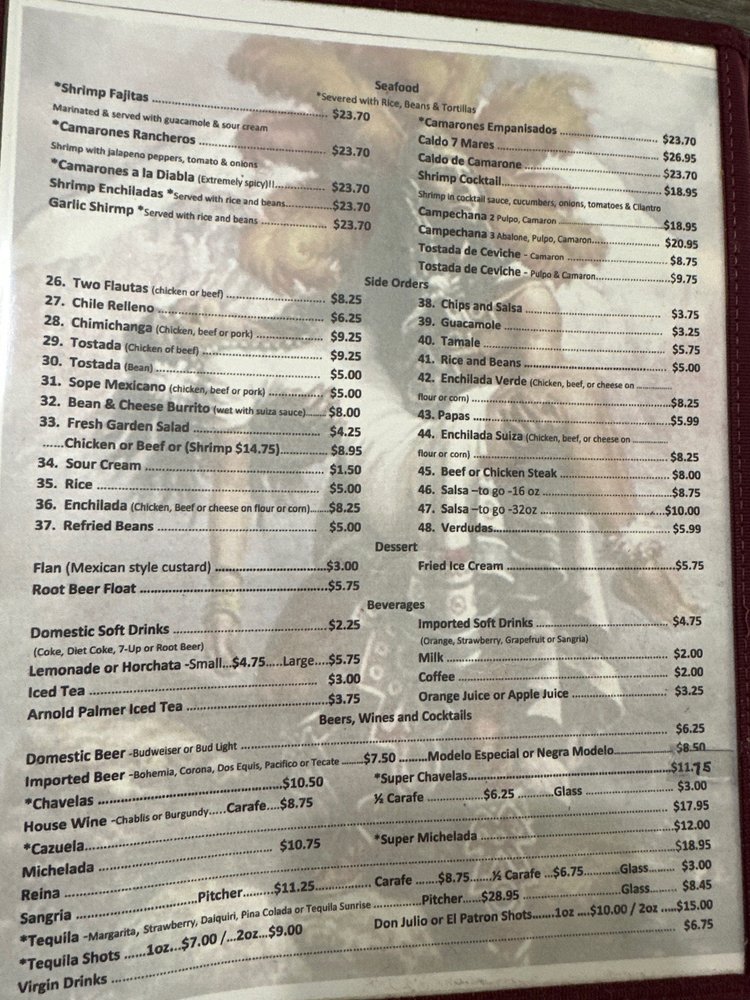 Seafood
*Severed with Rice, Beans & Tortillas
*Shrimp Fajitas ........ $23.70
Marinated & served with guacamole & sour cream
*Camarones Rancheros ........ $23.70
Shrimp with jalapeno peppers, tomato & onions
*Camarones a la Diabla (Extremely spicy)!!........ $23.70
Shrimp Enchiladas *Served with rice and beans........ $23.70
Garlic Shirmp *Served with rice and beans ........ $23.70
*Camarones Empanisados ........ $23.70
Caldo 7 Mares ........ $26.95
Caldo de Camarone ........ $23.70
Shrimp Cocktail........ $18.95
Shrimp in cocktail sauce, cucumbers, onions, tomatoes & Cilantro
Campechana 2 Pulpo, Camaron ........ $18.95
Campechana 3 Abalone, Pulpo, Camaron........ $20.95
Tostada de Ceviche - Camaron ........ $8.75
Tostada de Ceviche - Pulpo & Camaron........ $9.75
Side Orders
26. Two Flautas (chicken or beef) ........ $8.25
27. Chile Relleno ........ $6.25
28. Chimichanga (Chicken, beef or pork) ........ $9.25
29. Tostada (Chicken of beef) ........ $9.25
30. Tostada (Bean) ........ $5.00
31. Sope Mexicano (chicken, beef or pork) ........ $5.00
32. Bean & Cheese Burrito (wet with suiza sauce)....... $8.00
33. Fresh Garden Salad ........ $4.25
......Chicken or Beef or (Shrimp $14.75)........ $8.95
34. Sour Cream ........ $1.50
35. Rice ........ $5.00
36. Enchilada (Chicken, Beef or cheese on flour or corn)......$8.25
37. Refried Beans ........ $5.00
38. Chips and Salsa ........ $3.75
39. Guacamole ........ $3.25
40. Tamale ........ $5.75
41. Rice and Beans ........ $5.00
42. Enchilada Verde (Chicken, beef, or cheese on ........
flour or corn) ........ $8.25
43. Papas ........ $5.99
44. Enchilada Suiza (Chicken, beef, or cheese on ........
flour or corn) ........ $8.25
45. Beef or Chicken Steak ........ $8.00
46. Salsa –to go -16 oz ........ $8.75
47. Salsa –to go -32oz ........ $10.00
48. Verdudas........ $5.99
Dessert
Flan (Mexican style custard) ........$3.00
Root Beer Float ........$5.75
Fried Ice Cream ........$5.75
Beverages
Domestic Soft Drinks ........ $2.25
(Coke, Diet Coke, 7-Up or Root Beer)
Lemonade or Horchata -Small...$4.75.....Large....$5.75
Iced Tea ........ $3.00
Arnold Palmer Iced Tea ........ $3.75
Imported Soft Drinks ........ $4.75
(Orange, Strawberry, Grapefruit or Sangria)
Milk ........ $2.00
Coffee ........ $2.00
Orange Juice or Apple Juice ........ $3.25
Beers, Wines and Cocktails
Domestic Beer -Budweiser or Bud Light ........ $6.25
Imported Beer -Bohemia, Corona, Dos Equis, Pacifico or Tecate ........$7.50 ........Modelo Especial or Negra Modelo........ $8.50
*Chavelas ........$10.50 *Super Chavelas........$11.75
House Wine -Chablis or Burgundy.....Carafe....$8.75 ½ Carafe ........$6.25 ........Glass ........ $3.00
*Cazuela........ $17.95
Michelada ........ $10.75 *Super Michelada ........ $12.00
Reina ........ $18.95
Sangria ........Pitcher........$11.25........ Carafe ......$8.75......½ Carafe ...$6.75........Glass........ $3.00
*Tequila -Margarita, Strawberry, Daiquiri, Pina Colada or Tequila Sunrise ........Pitcher......$28.95 ........Glass........ $8.45
*Tequila Shots ......1oz...$7.00 /...2oz...$9.00 Don Julio or El Patron Shots......1oz ....$10.00 / 2oz .....$15.00
Virgin Drinks ........ $6.75